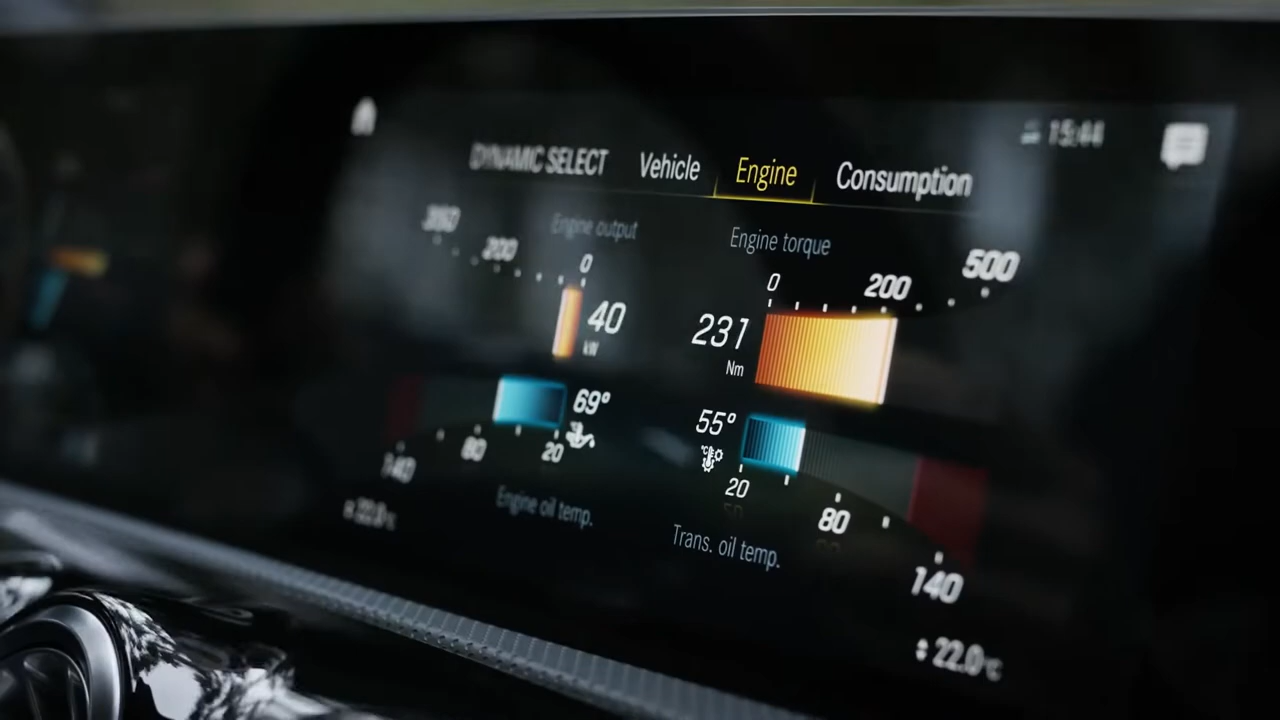 15:44
DYNAMIC SELECT Vehicle Engine Consumption
Engine output Engine torque
350 200 0
0 200 500
40
kW
231
Nm
69°
55°
140 80 20
20 80 140
Engine oil temp.
Trans. oil temp.
22.0°C
22.0°C